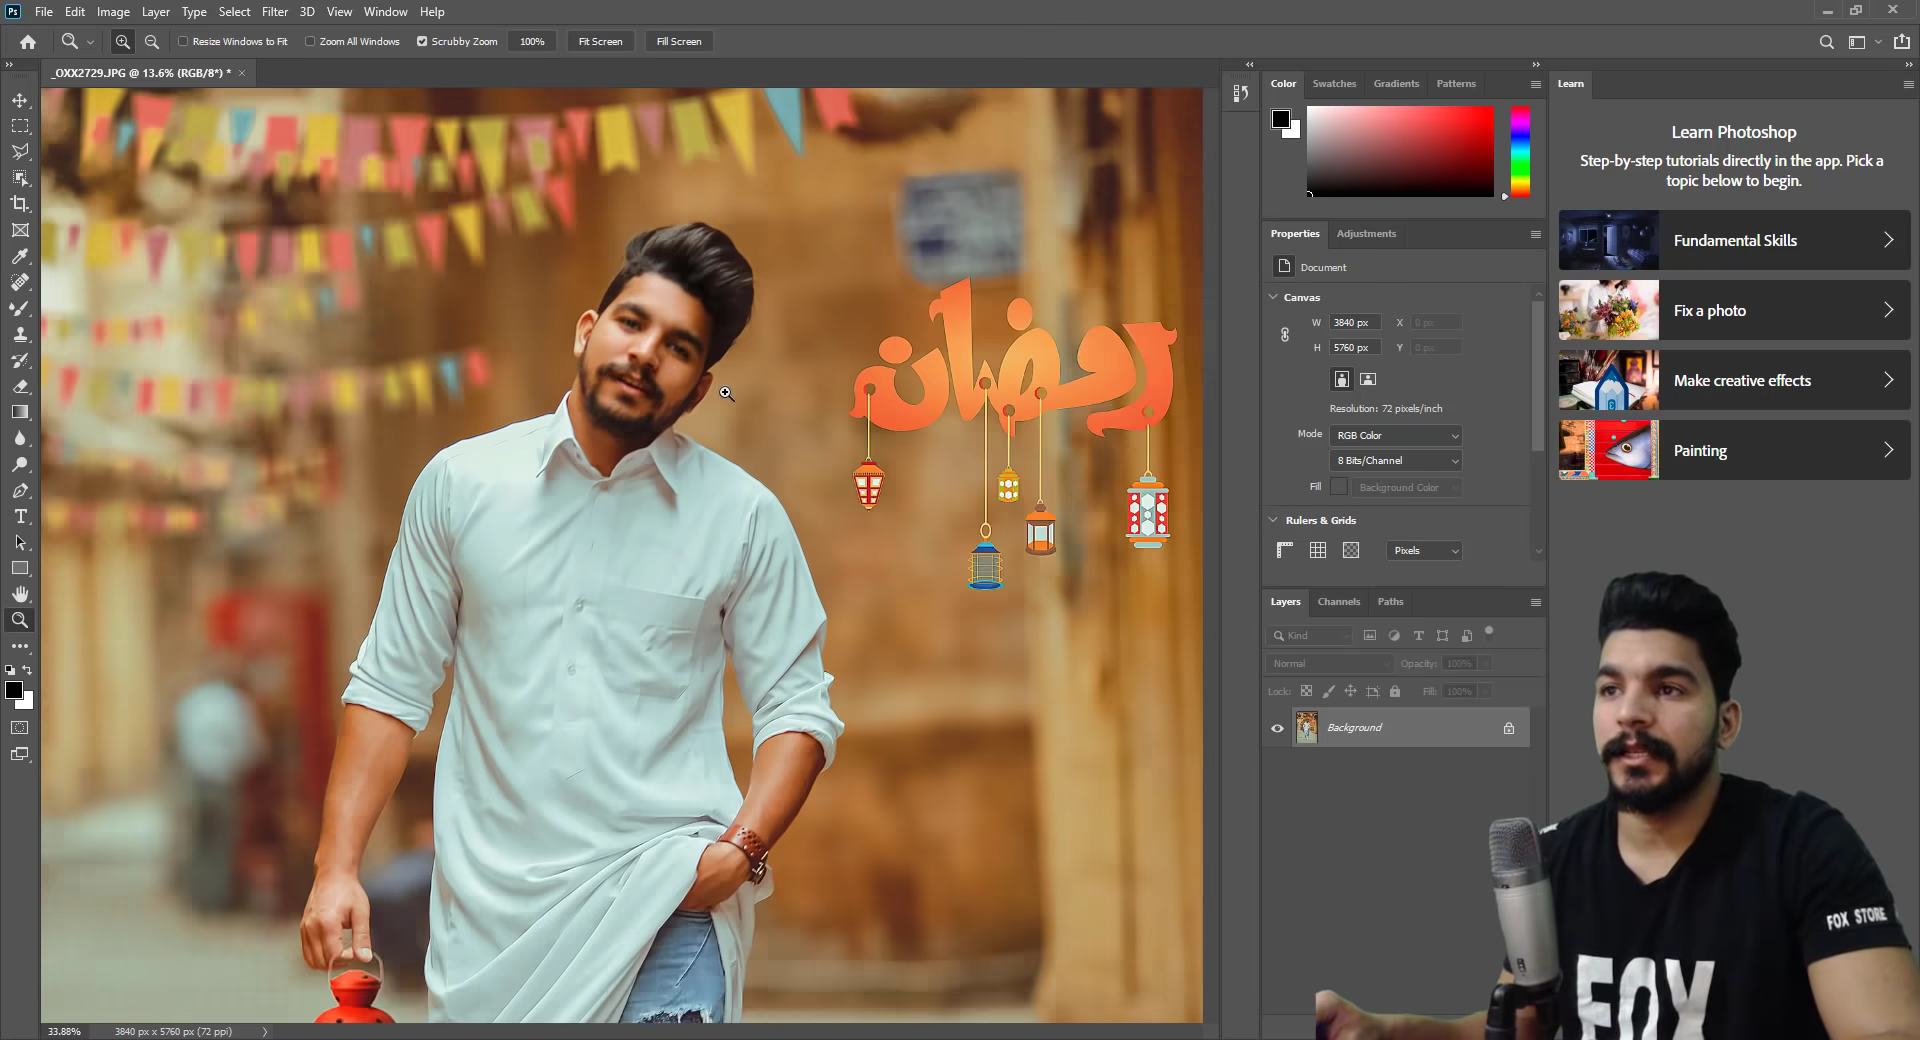 Ps File Edit Image Layer Type Select Filter 3D View Window Help
Resize Windows to Fit Zoom All Windows Scrubby Zoom 100% Fit Screen Fill Screen
_OXX2729.JPG @ 13.6% (RGB/8*) *
رمضان
33.88% 3840 px x 5760 px (72 ppi)
Color Swatches Gradients Patterns
Properties Adjustments
Document
Canvas
W 3840 px X 0 px
H 5760 px Y 0 px
Resolution: 72 pixels/inch
Mode RGB Color
8 Bits/Channel
Fill Background Color
Rulers & Grids
Pixels
Layers Channels Paths
Kind
Normal Opacity: 100%
Lock: Fill: 100%
Background
Learn
Learn Photoshop
Step-by-step tutorials directly in the app. Pick a
topic below to begin.
Fundamental Skills
Fix a photo
Make creative effects
Painting
FOX STORE
FOX